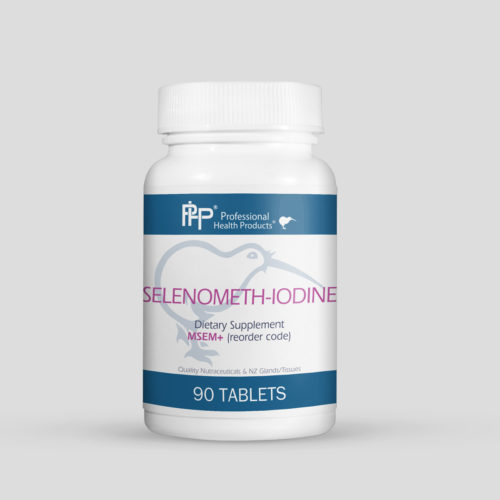 PHP® Professional
Health Products®
SELENOMETH-IODINE
Dietary Supplement
MSEM+ (reorder code)
Quality Nutraceuticals & NZ Glands/Tissues
90 TABLETS